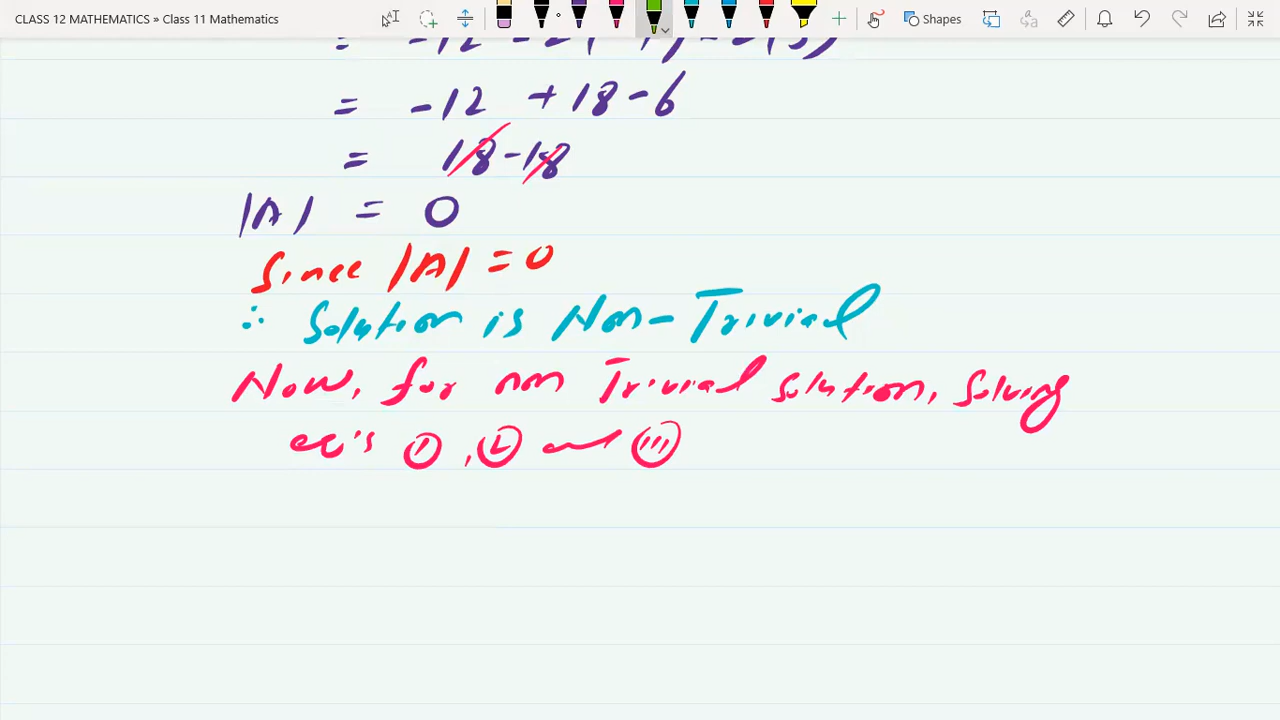 CLASS 12 MATHEMATICS » Class 11 Mathematics
Shapes
= -12
= -12 + 18 - 6
= 18 - 18
|A| = 0
Since |A| = 0
∴ Solution is Non-Trivial
Now, for non Trivial solution, solving
eq's (I), (II) and (III)